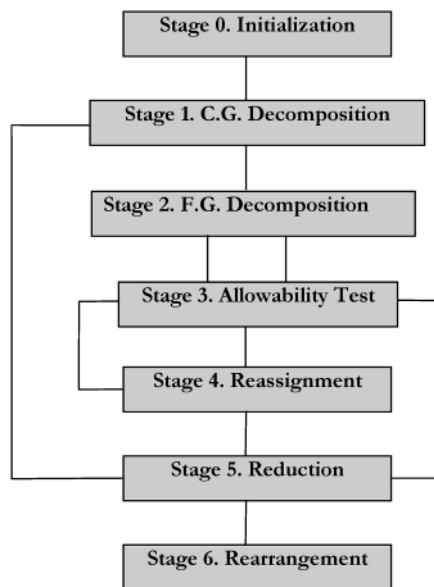 Stage 0. Initialization
Stage 1. C.G. Decomposition
Stage 2. F.G. Decomposition
Stage 3. Allowability Test
Stage 4. Reassignment
Stage 5. Reduction
Stage 6. Rearrangement